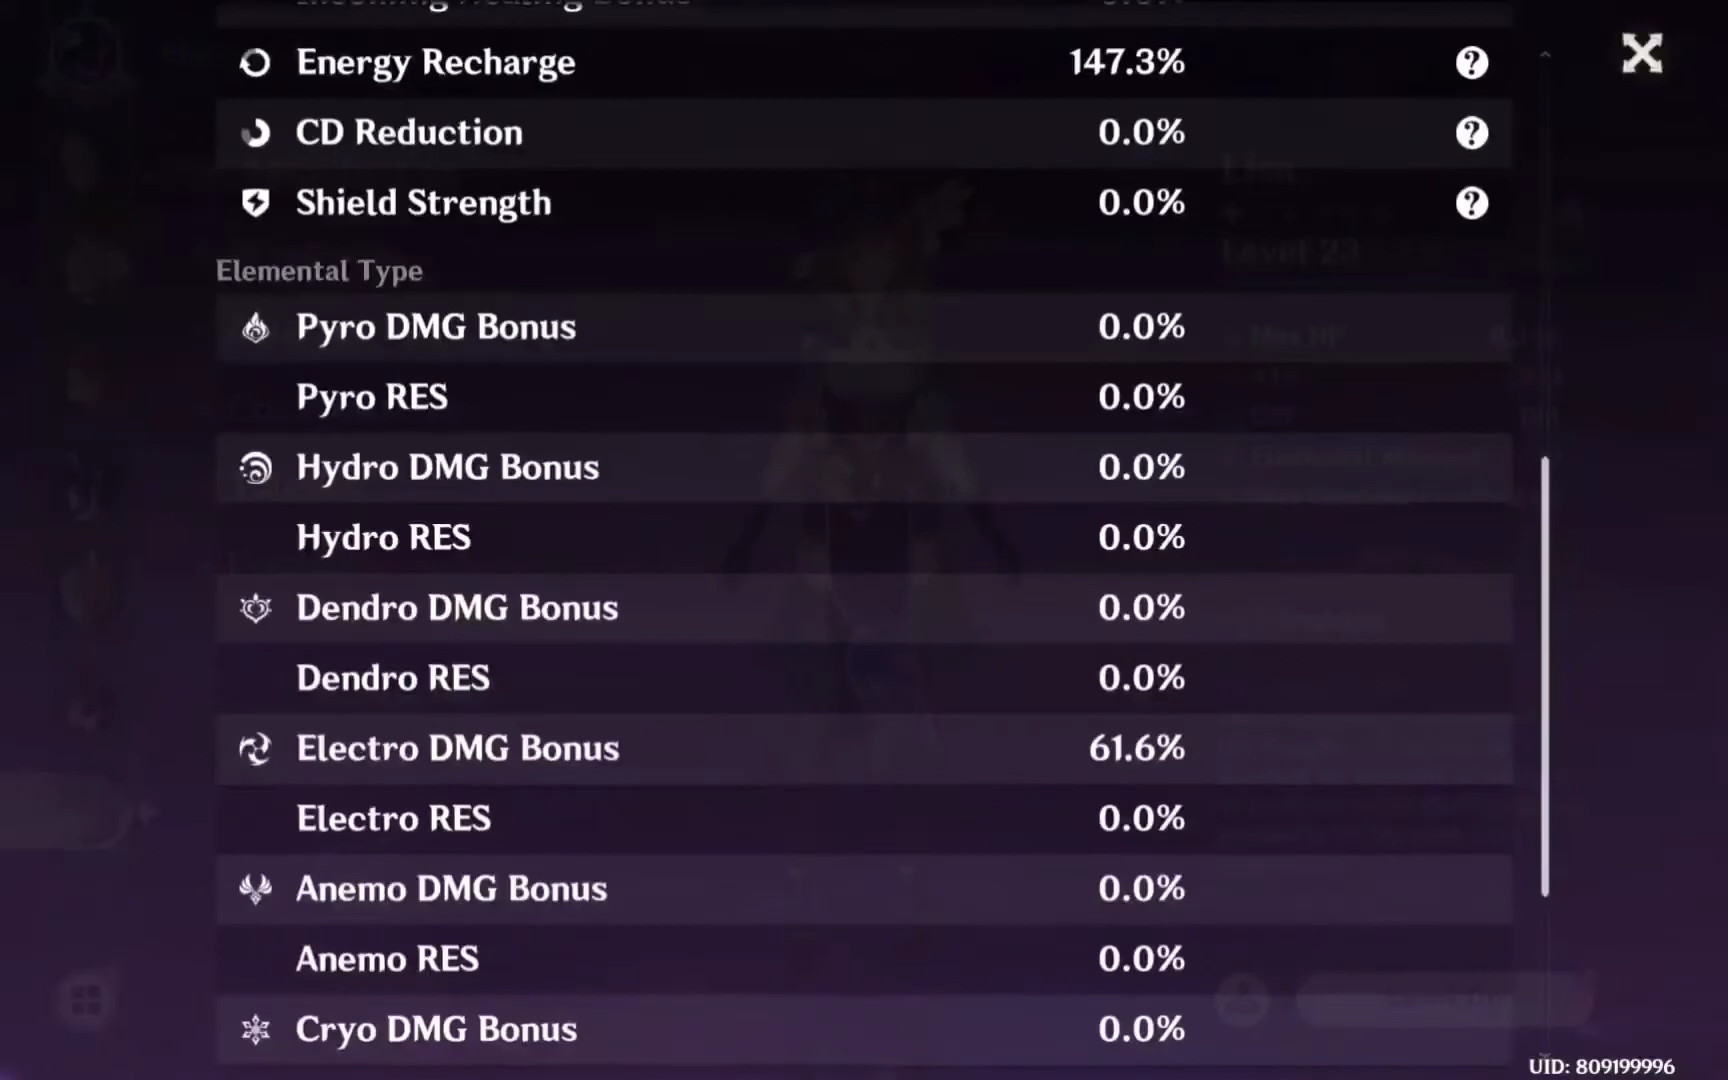 Energy Recharge 147.3% ?
CD Reduction 0.0% ?
Shield Strength 0.0% ?
Elemental Type
Pyro DMG Bonus 0.0%
Pyro RES 0.0%
Hydro DMG Bonus 0.0%
Hydro RES 0.0%
Dendro DMG Bonus 0.0%
Dendro RES 0.0%
Electro DMG Bonus 61.6%
Electro RES 0.0%
Anemo DMG Bonus 0.0%
Anemo RES 0.0%
Cryo DMG Bonus 0.0%
UID: 809199996